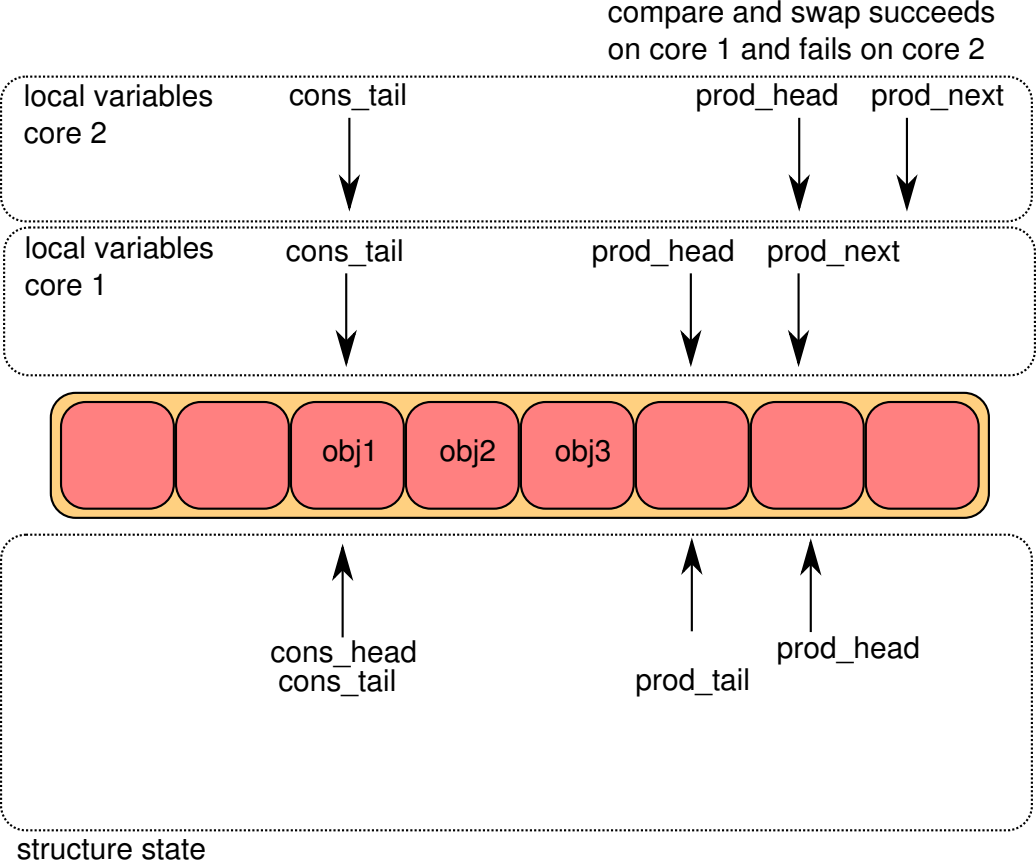 compare and swap succeeds
on core 1 and fails on core 2
local variables
core 2
cons_tail
prod_head
prod_next
local variables
core 1
cons_tail
prod_head
prod_next
obj1
obj2
obj3
cons_head
cons_tail
prod_tail
prod_head
structure state